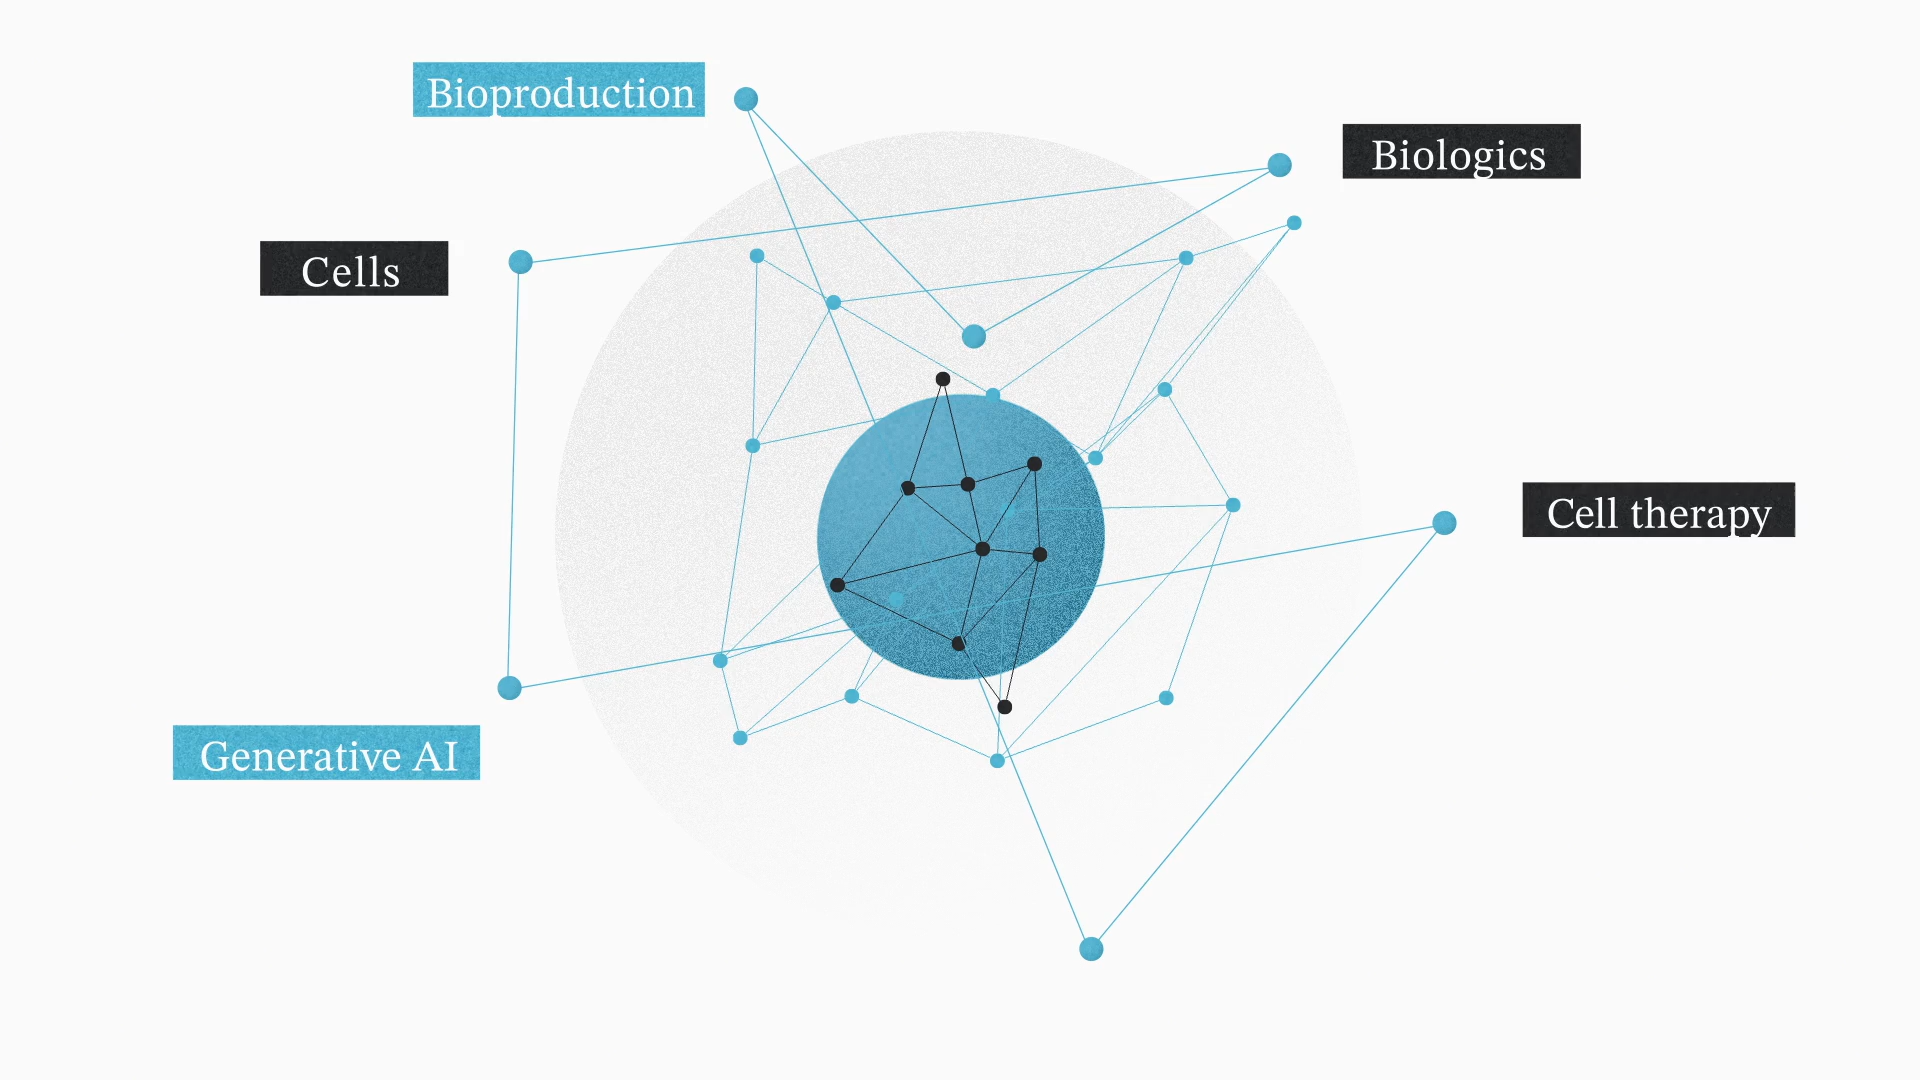 Bioproduction
Biologics
Cells
Cell therapy
Generative AI